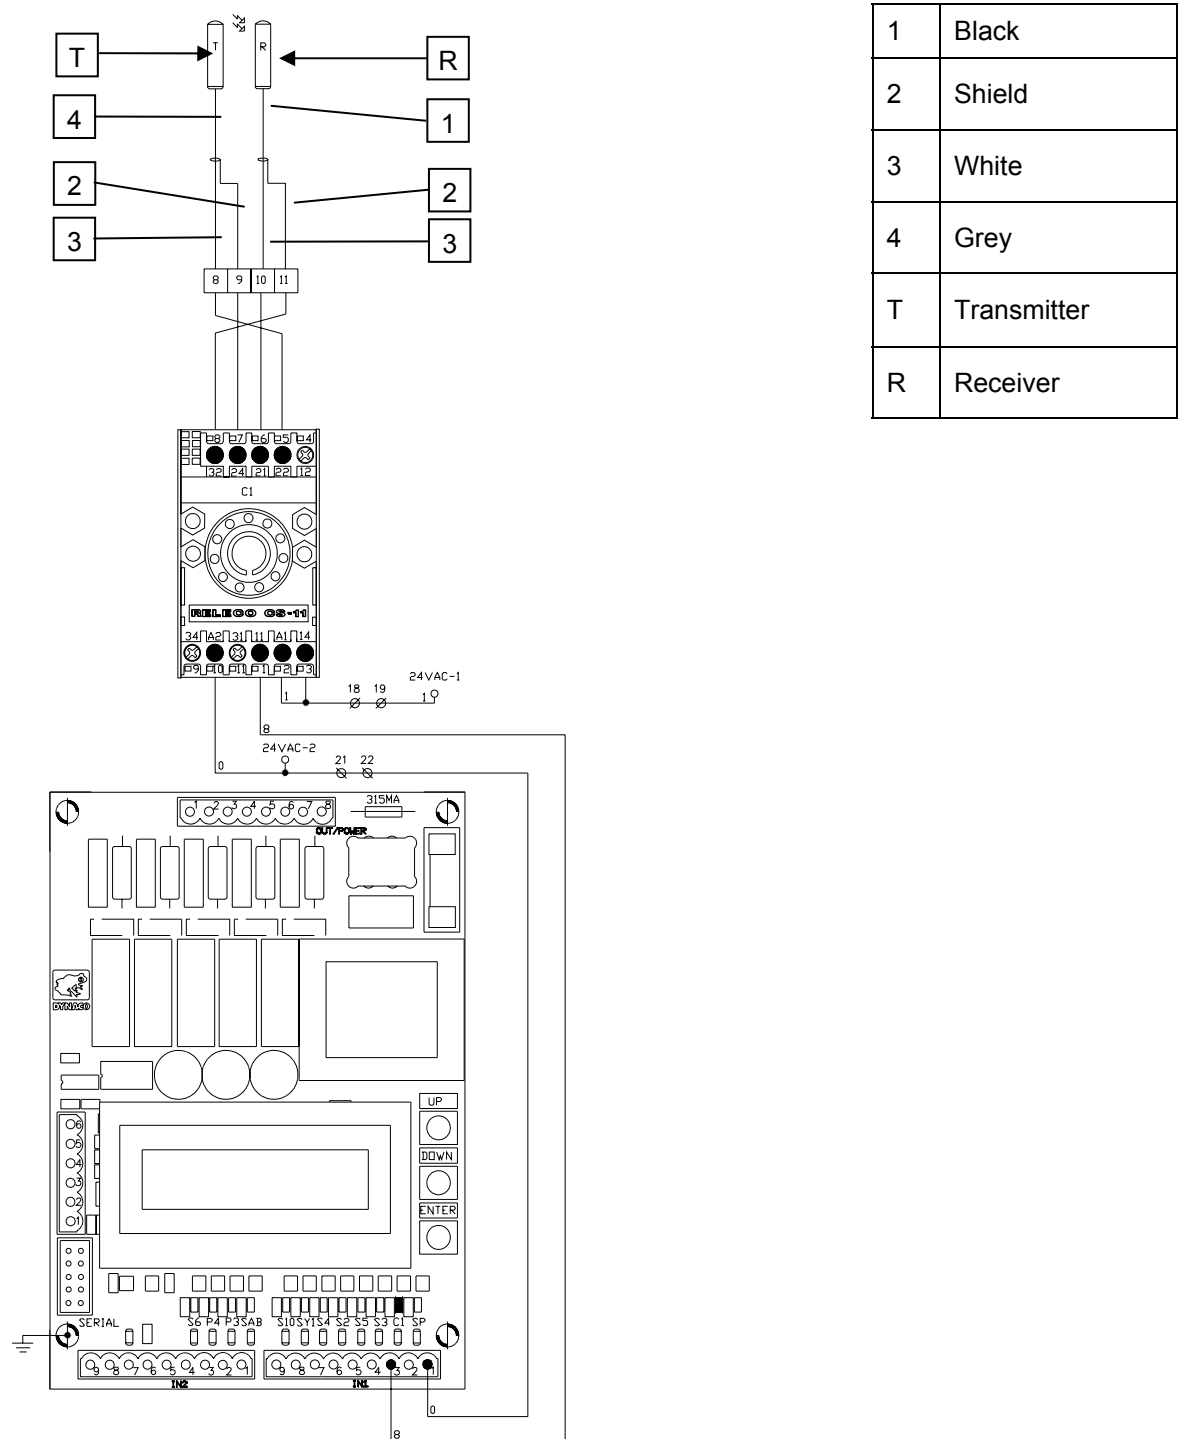 T R
T R
4 1
2 2
3 3
8 9 10 11
1 Black
2 Shield
3 White
4 Grey
T Transmitter
R Receiver
8 7 6 5 4
32 24 21 22 12
C1
RELECO CS-11
34 A2 31 11 A1 14
9 10 11 1 2 3
24VAC-1
1 18 19 1
8
24VAC-2
0 21 22
1 2 3 4 5 6 7 8
315MA
OUT/POWER
DYNACO
UP
6
5
4
3
2
1
DOWN
ENTER
SERIAL
S6 P4 P3 SAB S10 SY1 S4 S2 S5 S3 C1 SP
9 8 7 6 5 4 3 2 1 9 8 7 6 5 4 3 2 1
IN2 IN1
0
8